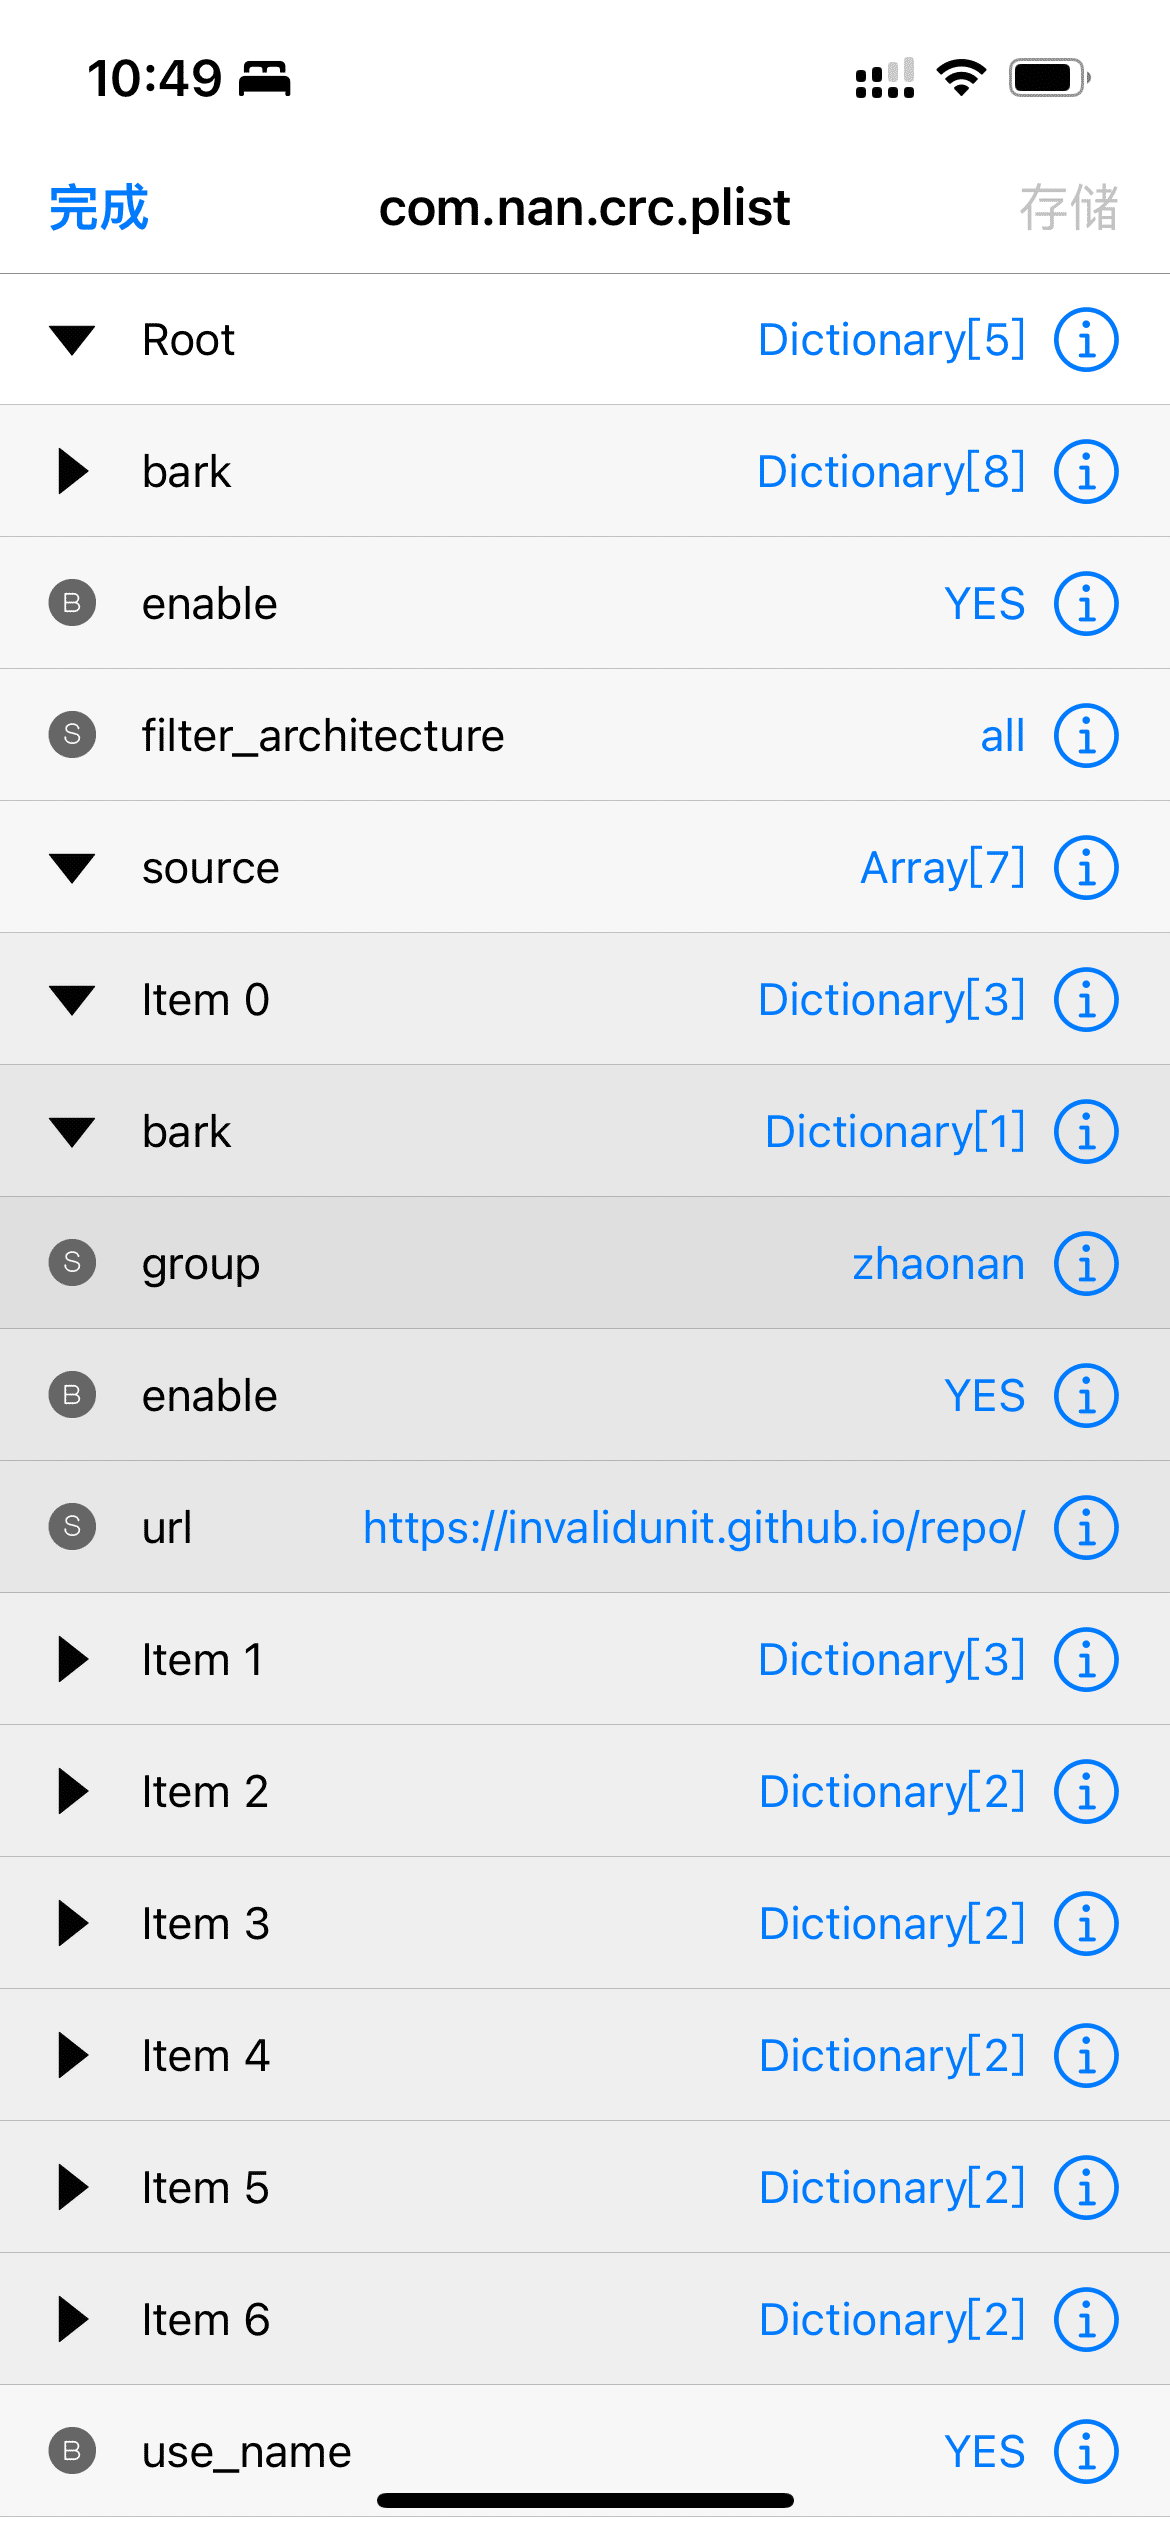 10:49
完成 com.nan.crc.plist 存储
Root Dictionary[5]
bark Dictionary[8]
B enable YES
S filter_architecture all
source Array[7]
Item 0 Dictionary[3]
bark Dictionary[1]
S group zhaonan
B enable YES
S url https://invalidunit.github.io/repo/
Item 1 Dictionary[3]
Item 2 Dictionary[2]
Item 3 Dictionary[2]
Item 4 Dictionary[2]
Item 5 Dictionary[2]
Item 6 Dictionary[2]
B use_name YES